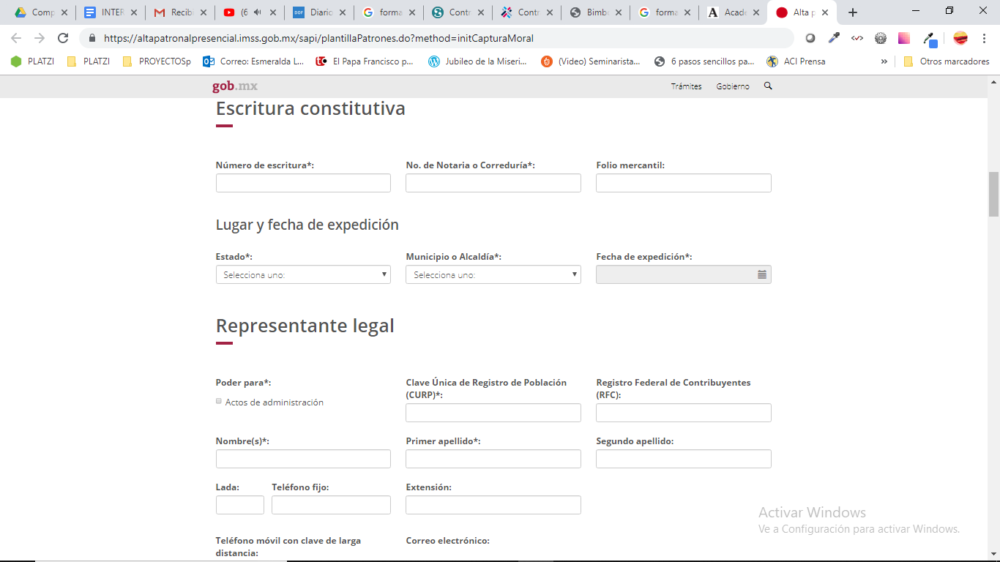 Comp
INTER
Recib
(6
DOF Diario
forma
Contr
Contr
Bimb
forma
A Acade
Alta p
https://altapatronalpresencial.imss.gob.mx/sapi/plantillaPatrones.do?method=initCapturaMoral
PLATZI
PLATZI
PROYECTOSp
Correo: Esmeralda L...
El Papa Francisco p...
Jubileo de la Miseri...
(Video) Seminarista...
6 pasos sencillos pa...
ACI Prensa
»
Otros marcadores
gob.mx
Trámites
Gobierno
Escritura constitutiva
Número de escritura*:
No. de Notaria o Correduría*:
Folio mercantil:
Lugar y fecha de expedición
Estado*:
Municipio o Alcaldía*:
Fecha de expedición*:
Selecciona uno:
Selecciona uno:
Representante legal
Poder para*:
Actos de administración
Clave Única de Registro de Población
(CURP)*:
Registro Federal de Contribuyentes
(RFC):
Nombre(s)*:
Primer apellido*:
Segundo apellido:
Lada:
Teléfono fijo:
Extensión:
Activar Windows
Ve a Configuración para activar Windows.
Teléfono móvil con clave de larga
distancia:
Correo electrónico: